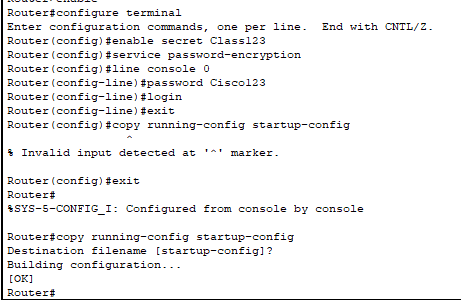 Router#configure terminal
Enter configuration commands, one per line.  End with CNTL/Z.
Router(config)#enable secret Class123
Router(config)#service password-encryption
Router(config)#line console 0
Router(config-line)#password Cisco123
Router(config-line)#login
Router(config-line)#exit
Router(config)#copy running-config startup-config
^
% Invalid input detected at '^' marker.
Router(config)#exit
Router#
%SYS-5-CONFIG_I: Configured from console by console
Router#copy running-config startup-config
Destination filename [startup-config]?
Building configuration...
[OK]
Router#